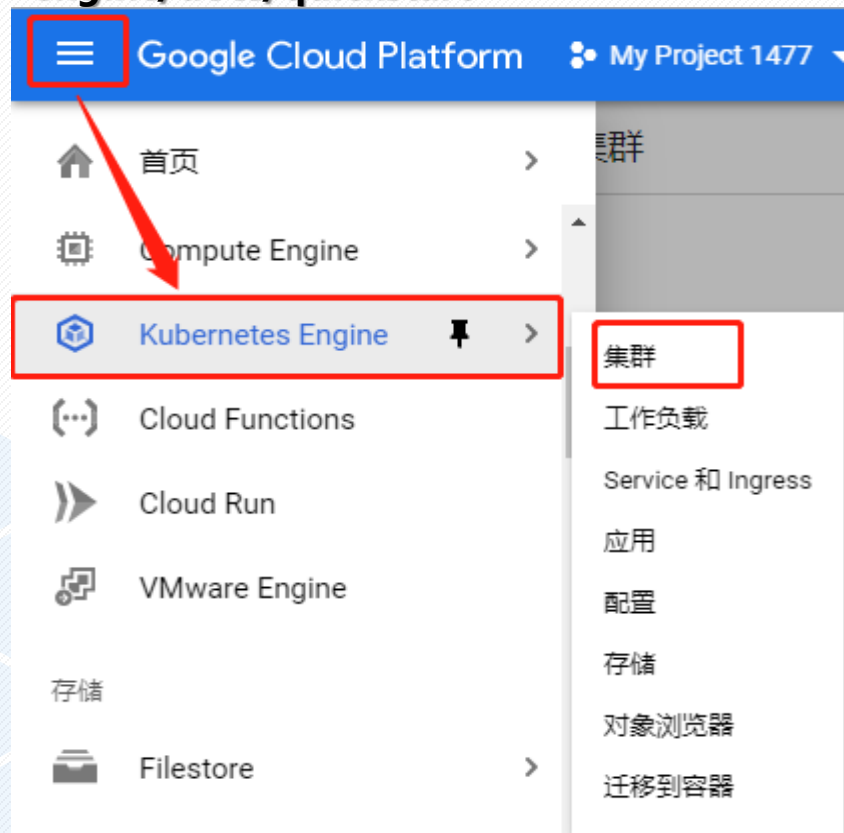 Google Cloud Platform My Project 1477
首页
Compute Engine
Kubernetes Engine
Cloud Functions
Cloud Run
VMware Engine
存储
Filestore
集群
集群
工作负载
Service 和 Ingress
应用
配置
存储
对象浏览器
迁移到容器